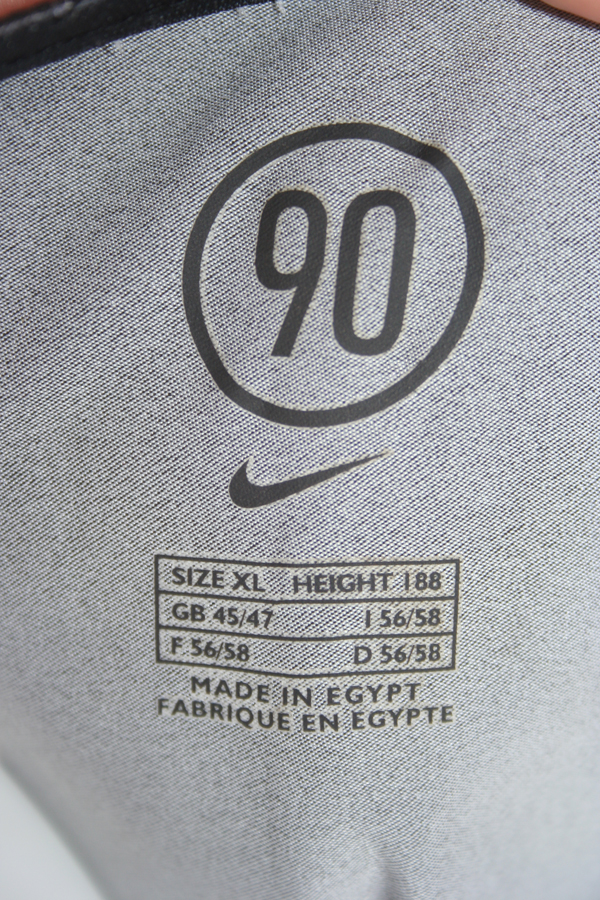 90
SIZE XL HEIGHT 188
GB 45/47 I 56/58
F 56/58 D 56/58
MADE IN EGYPT
FABRIQUE EN EGYPTE